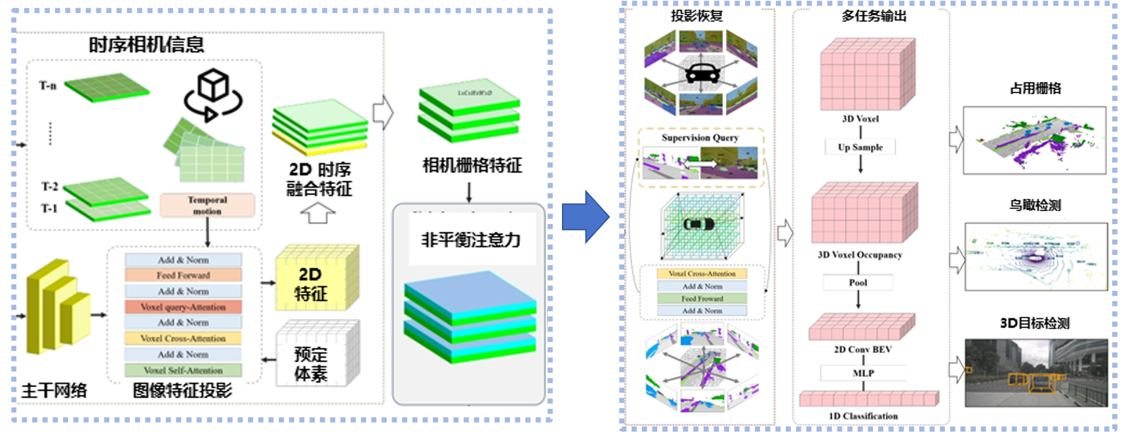 时序相机信息
T-n
T-2
T-1
Temporal
motion
2D 时序
融合特征
相机栅格特征
非平衡注意力
Add & Norm
Feed Forward
Add & Norm
Voxel query-Attention
Add & Norm
Voxel Cross-Attention
Add & Norm
Voxel Self-Attention
2D
特征
预定
体素
主干网络
图像特征投影
投影恢复
Supervision Query
Voxel Cross-Attention
Add & Norm
Feed Froward
Add & Norm
多任务输出
3D Voxel
Up Sample
3D Voxel Occupancy
Pool
2D Conv BEV
MLP
1D Classification
占用栅格
鸟瞰检测
3D目标检测